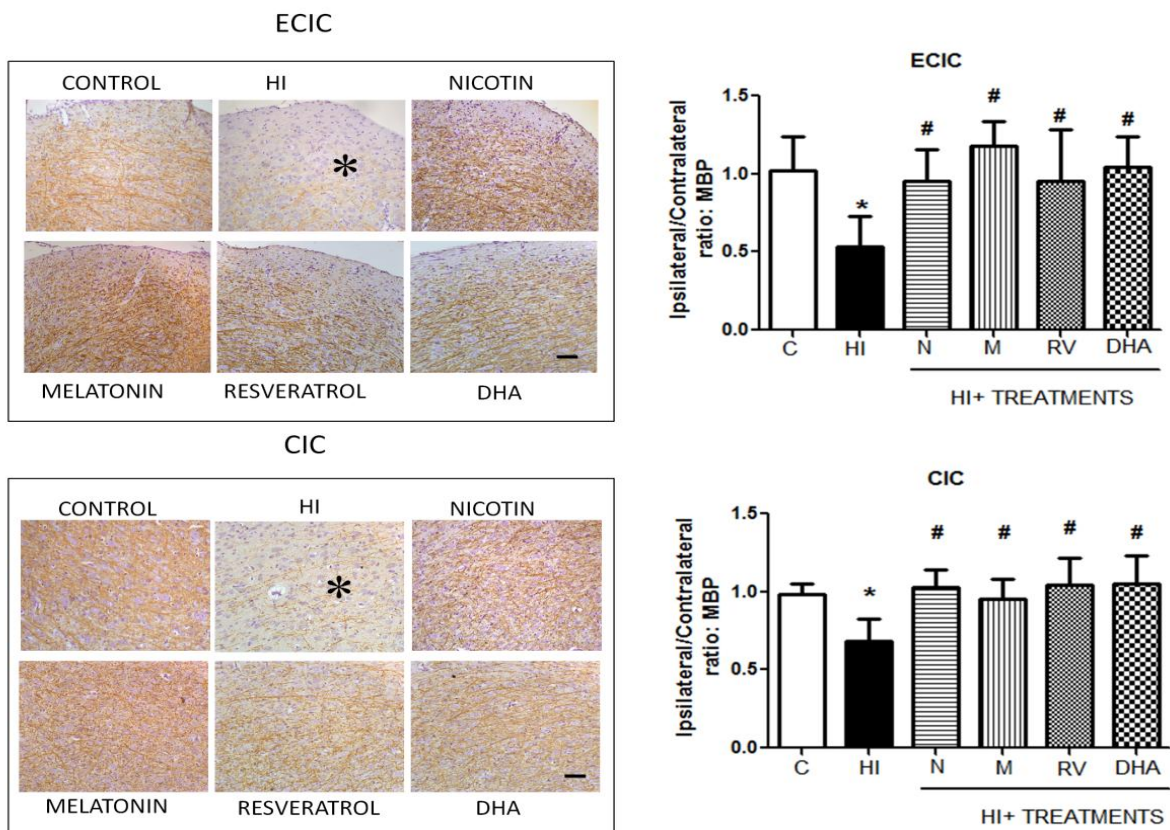 ECIC
CONTROL HI NICOTIN
*
MELATONIN RESVERATROL DHA
ECIC
Ipsilateral/Contralateral
ratio: MBP
1.5
1.0
0.5
0.0
* # # # #
C HI N M RV DHA
HI+ TREATMENTS
CIC
CONTROL HI NICOTIN
*
MELATONIN RESVERATROL DHA
CIC
Ipsilateral/Contralateral
ratio: MBP
1.5
1.0
0.5
0.0
* # # # #
C HI N M RV DHA
HI+ TREATMENTS